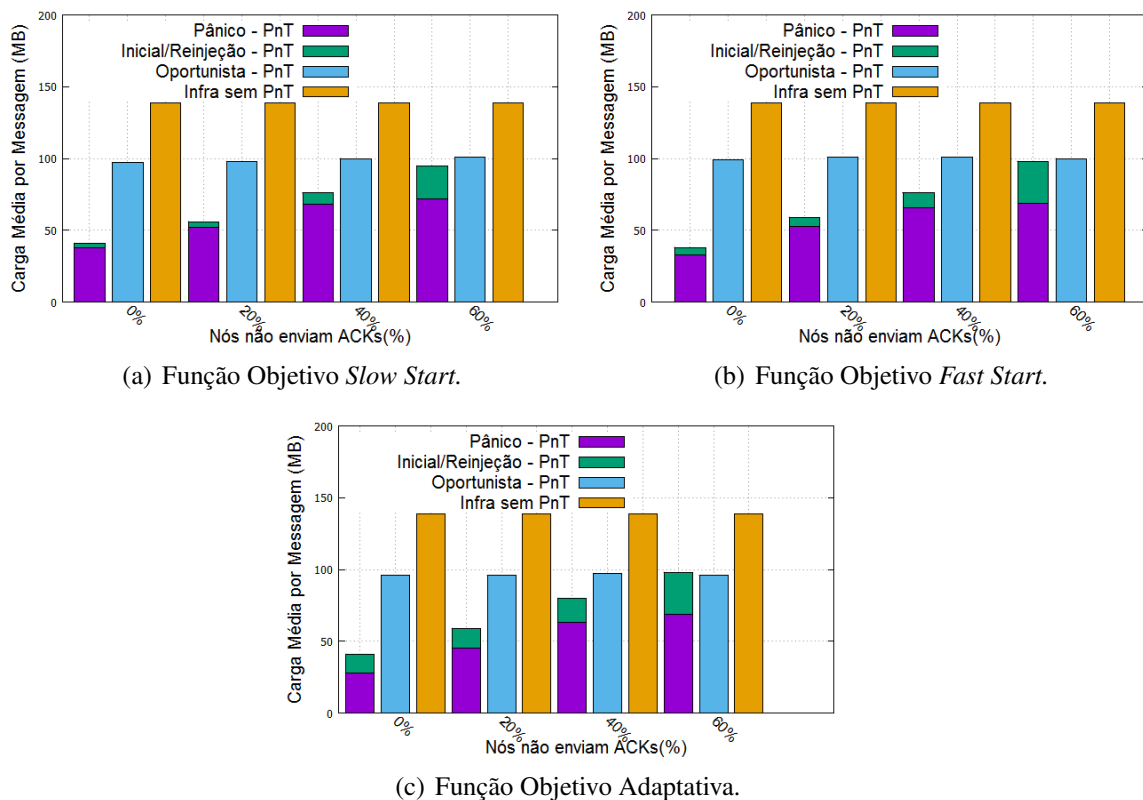 200
150
100
50
0
Carga Média por Messagem (MB)
Pânico - PnT
Inicial/Reinjeção - PnT
Oportunista - PnT
Infra sem PnT
0%
20%
40%
60%
Nós não enviam ACKs(%)
(a) Função Objetivo Slow Start.
200
150
100
50
0
Carga Média por Messagem (MB)
Pânico - PnT
Inicial/Reinjeção - PnT
Oportunista - PnT
Infra sem PnT
0%
20%
40%
60%
Nós não enviam ACKs(%)
(b) Função Objetivo Fast Start.
200
150
100
50
0
Carga Média por Messagem (MB)
Pânico - PnT
Inicial/Reinjeção - PnT
Oportunista - PnT
Infra sem PnT
0%
20%
40%
60%
Nós não enviam ACKs(%)
(c) Função Objetivo Adaptativa.